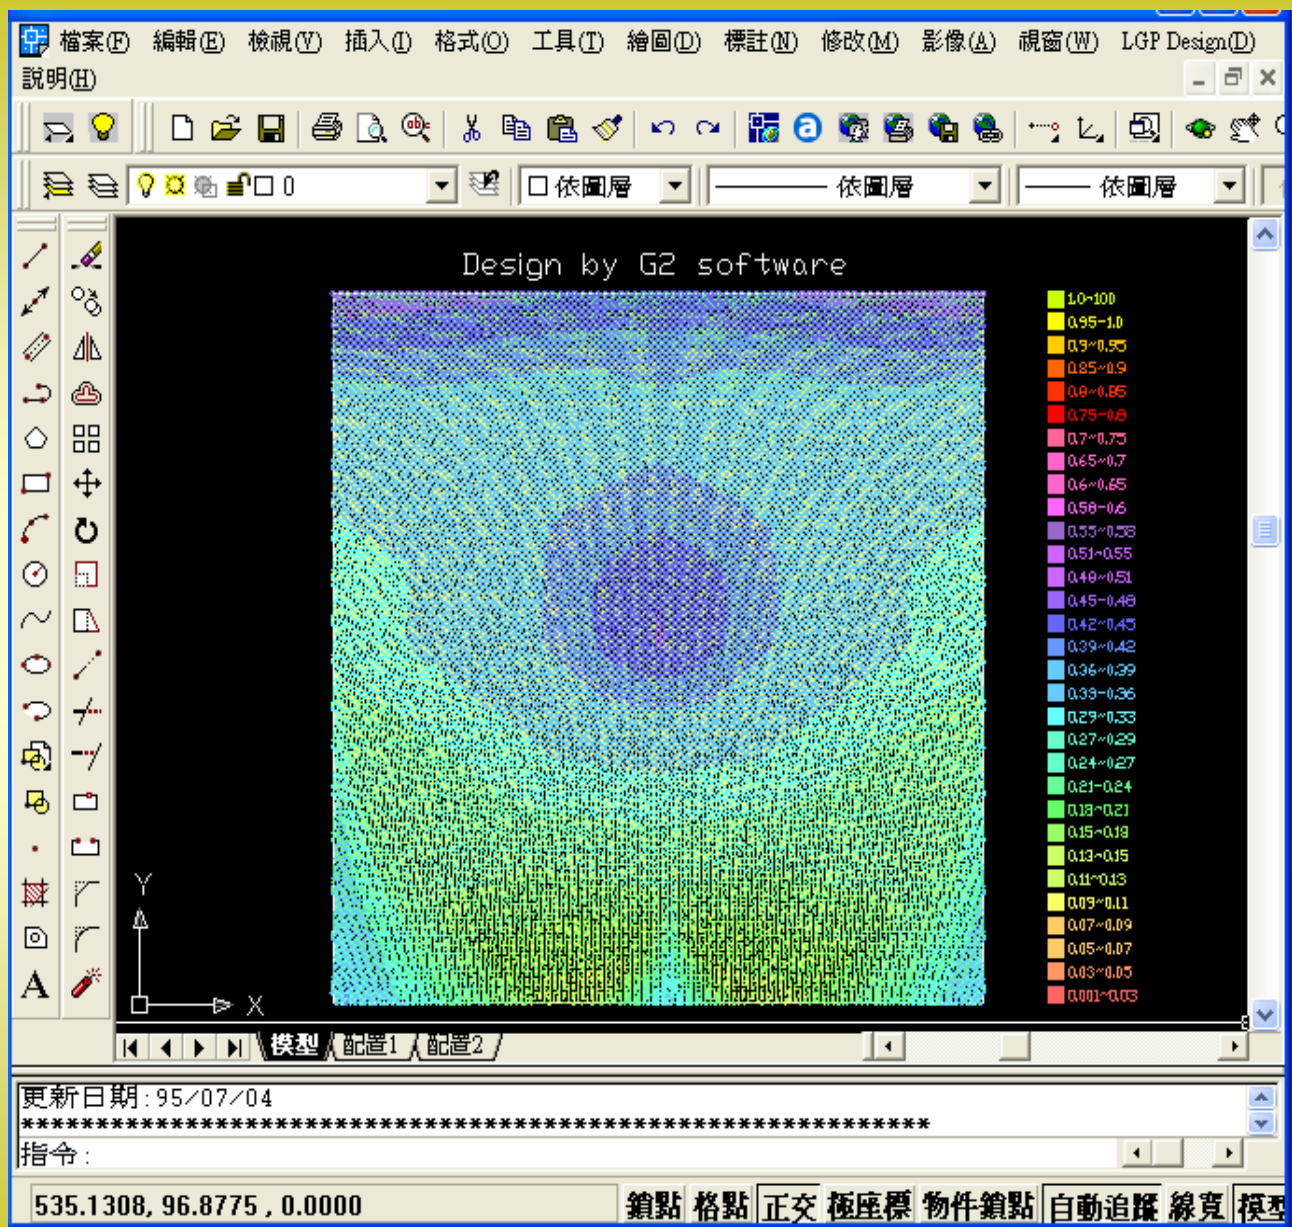 檔案(F) 編輯(E) 檢視(V) 插入(I) 格式(O) 工具(T) 繪圖(D) 標註(N) 修改(M) 影像(A) 視窗(W) LGP Design(D)
說明(H)
0 依圖層 依圖層 依圖層
Design by G2 software
1.0~100
0.95~1.0
0.9~0.95
0.85~0.9
0.8~0.85
0.75~0.8
0.7~0.75
0.65~0.7
0.6~0.65
0.58~0.6
0.55~0.58
0.51~0.55
0.48~0.51
0.45~0.48
0.42~0.45
0.39~0.42
0.36~0.39
0.33~0.36
0.29~0.33
0.27~0.29
0.24~0.27
0.21~0.24
0.18~0.21
0.15~0.18
0.13~0.15
0.11~0.13
0.09~0.11
0.07~0.09
0.05~0.07
0.03~0.05
0.001~0.03
Y
X
A
模型 配置1 配置2
更新日期:95/07/04
*************************************************************
指令:
535.1308, 96.8775 , 0.0000 鎖點 格點 正交 極座標 物件鎖點 自動追蹤 線寬 模型